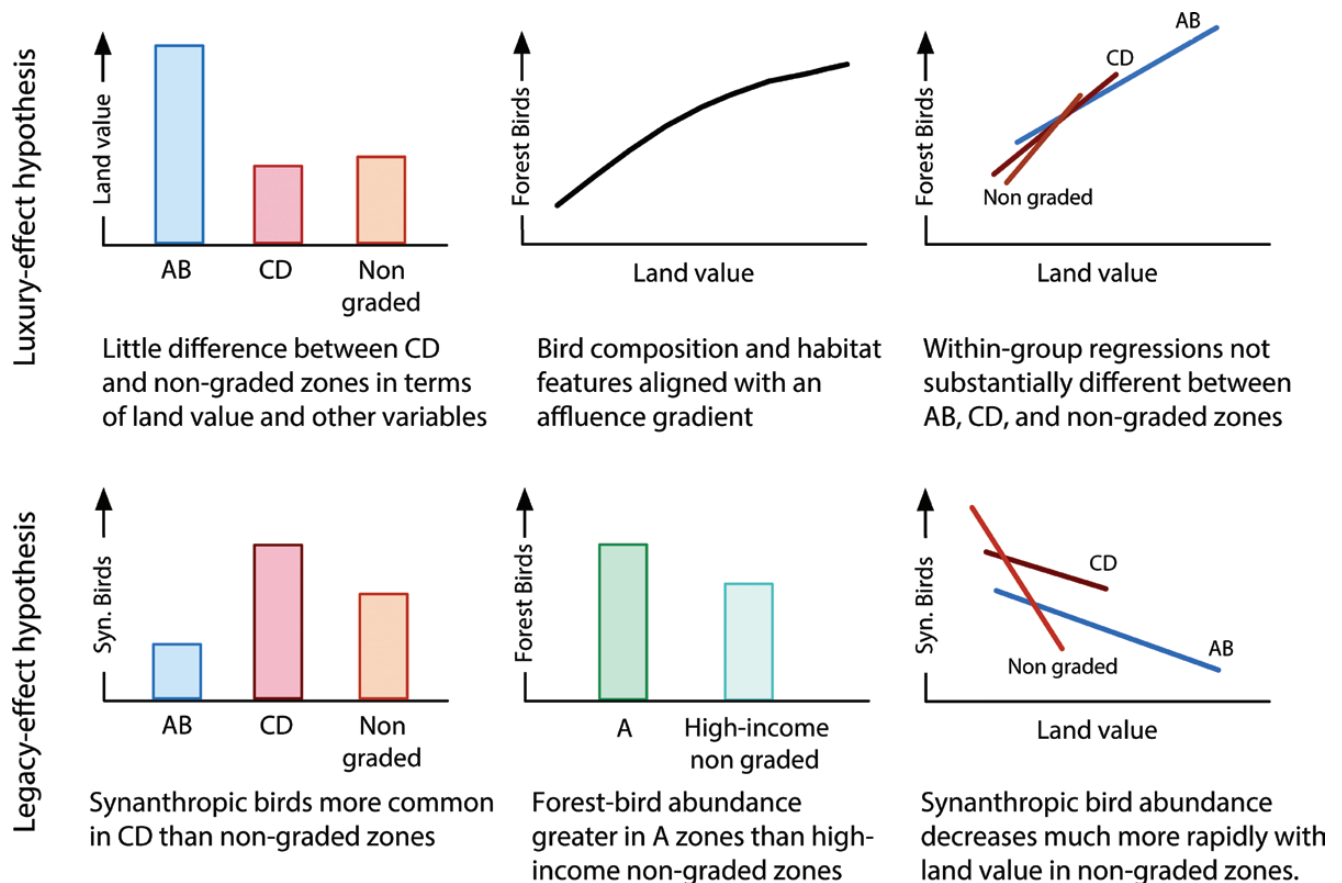 Luxury-effect hypothesis
Land value
AB
CD
Non
graded
Little difference between CD
and non-graded zones in terms
of land value and other variables
Forest Birds
Land value
Bird composition and habitat
features aligned with an
affluence gradient
Forest Birds
AB
CD
Non graded
Land value
Within-group regressions not
substantially different between
AB, CD, and non-graded zones
Legacy-effect hypothesis
Syn. Birds
AB
CD
Non
graded
Synanthropic birds more common
in CD than non-graded zones
Forest Birds
A
High-income
non graded
Forest-bird abundance
greater in A zones than high-
income non-graded zones
Syn. Birds
CD
AB
Non graded
Land value
Synanthropic bird abundance
decreases much more rapidly with
land value in non-graded zones.